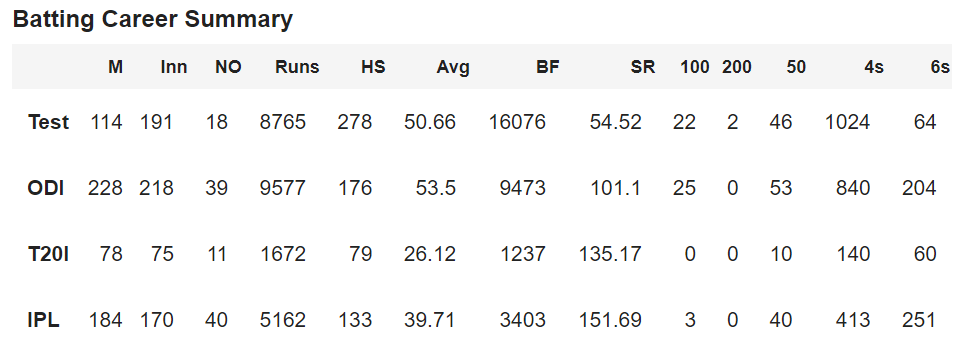 Batting Career Summary
M Inn NO Runs HS Avg BF SR 100 200 50 4s 6s
Test 114 191 18 8765 278 50.66 16076 54.52 22 2 46 1024 64
ODI 228 218 39 9577 176 53.5 9473 101.1 25 0 53 840 204
T20I 78 75 11 1672 79 26.12 1237 135.17 0 0 10 140 60
IPL 184 170 40 5162 133 39.71 3403 151.69 3 0 40 413 251